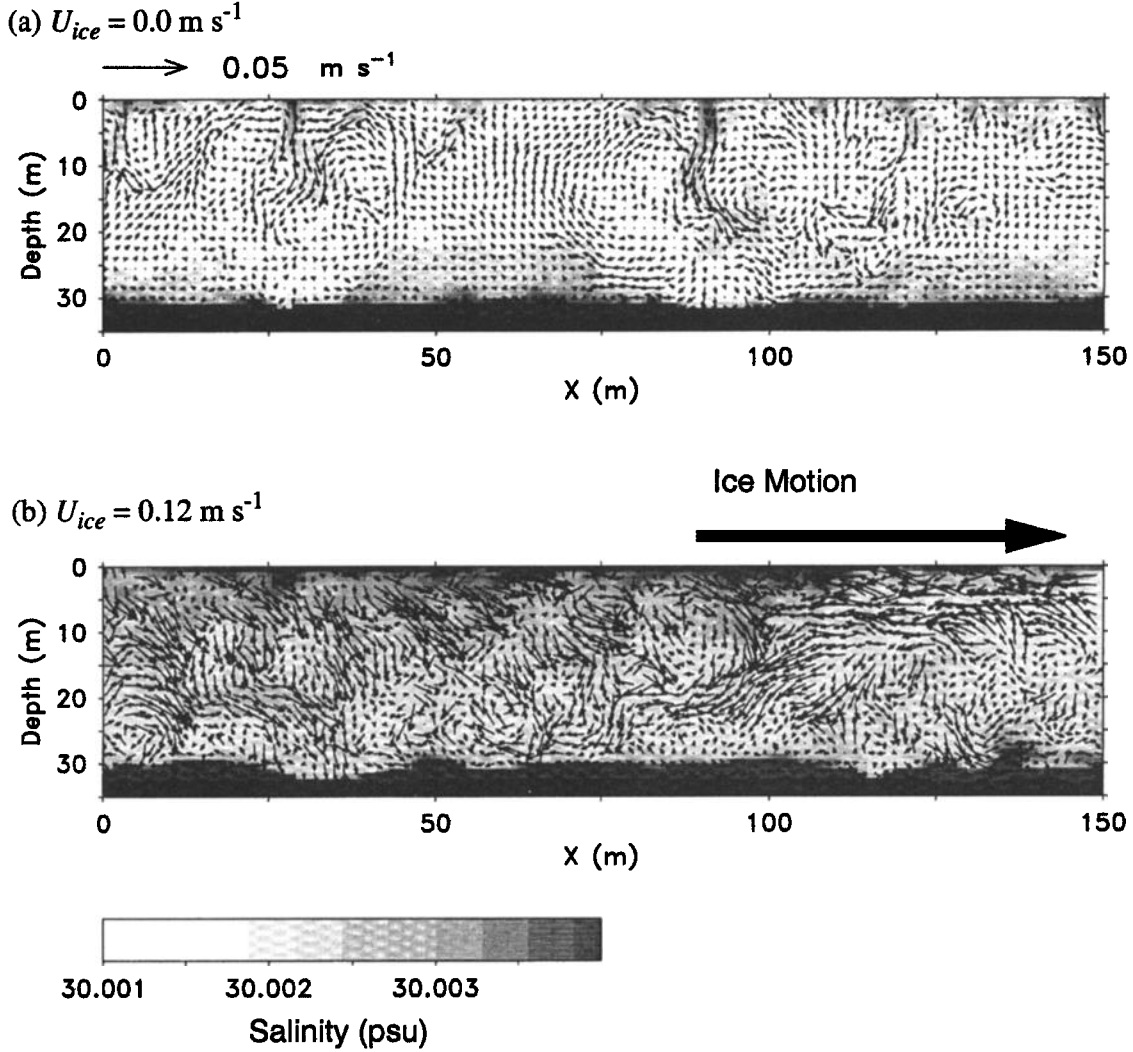 (a) U_ice = 0.0 m s⁻¹
0.05 m s⁻¹
0
10
20
30
Depth (m)
0 50 100 150
X (m)
Ice Motion
(b) U_ice = 0.12 m s⁻¹
0
10
20
30
Depth (m)
0 50 100 150
X (m)
30.001 30.002 30.003
Salinity (psu)